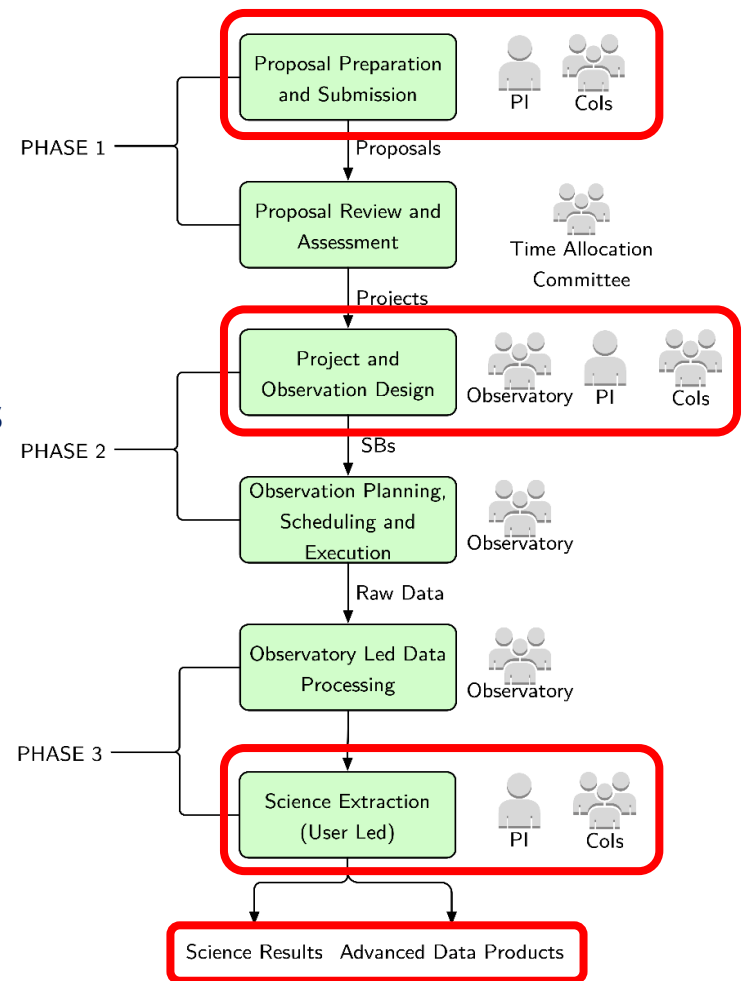 Proposal Preparation
and Submission
PI
CoIs
PHASE 1
Proposals
Proposal Review and
Assessment
Time Allocation
Committee
Projects
Project and
Observation Design
Observatory
PI
CoIs
s
PHASE 2
SBs
Observation Planning,
Scheduling and
Execution
Observatory
Raw Data
Observatory Led Data
Processing
Observatory
PHASE 3
Science Extraction
(User Led)
PI
CoIs
Science Results
Advanced Data Products